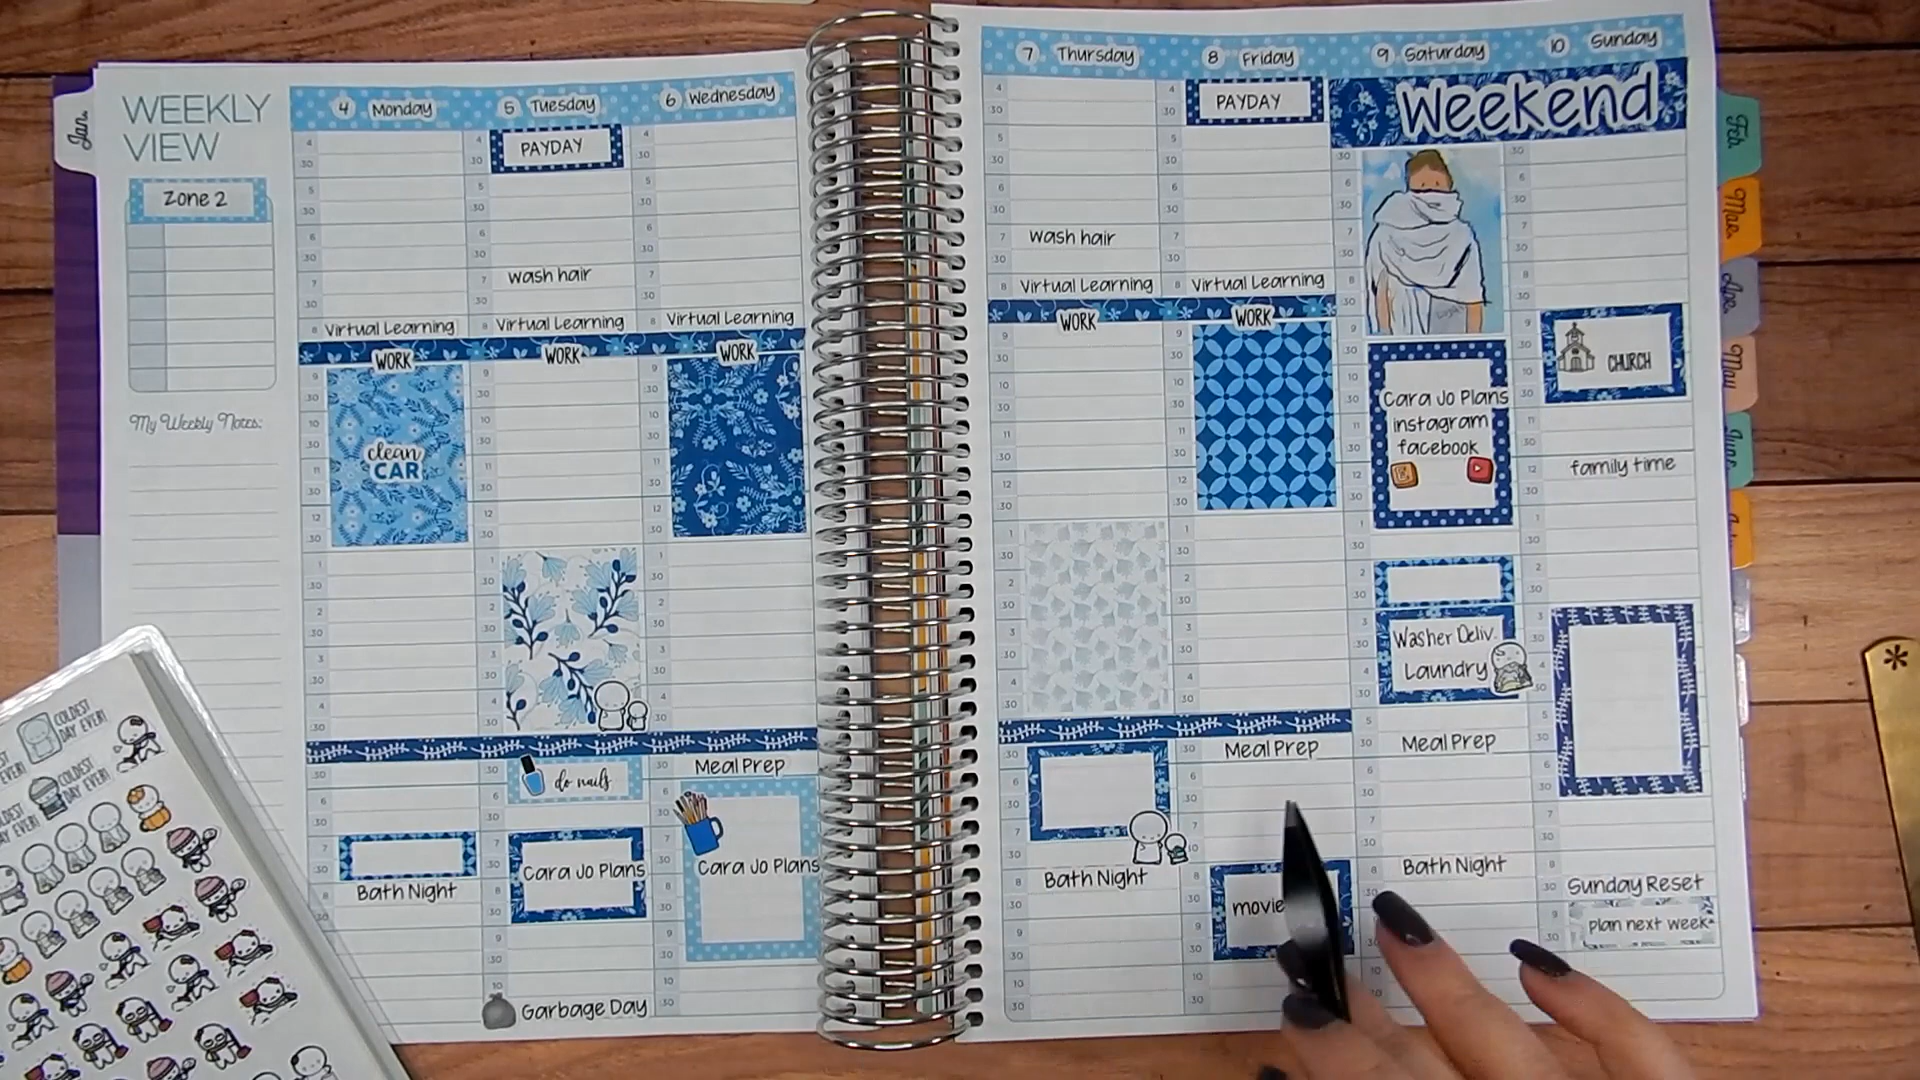 WEEKLY
VIEW
Jan.
Zone 2
My Weekly Notes:
4 Monday
5 Tuesday
6 Wednesday
7 Thursday
8 Friday
9 Saturday
10 Sunday
PAYDAY
PAYDAY
Weekend
wash hair
wash hair
Virtual Learning
Virtual Learning
Virtual Learning
Virtual Learning
Virtual Learning
WORK
WORK
WORK
WORK
WORK
clean
CAR
Cara Jo Plans
instagram
facebook
CHURCH
family time
Washer Deliv.
Laundry
do nails
Meal Prep
Meal Prep
Meal Prep
Bath Night
Cara Jo Plans
Cara Jo Plans
Bath Night
movie
Bath Night
Sunday Reset
plan next week
Garbage Day
Feb.
Mar.
Apr.
May
June
COLDEST
DAY EVER!
COLDEST
DAY EVER!